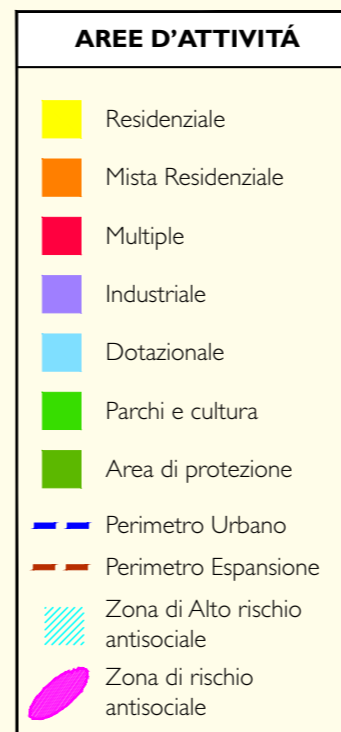 AREE D’ATTIVITÁ
Residenziale
Mista Residenziale
Multiple
Industriale
Dotazionale
Parchi e cultura
Area di protezione
Perimetro Urbano
Perimetro Espansione
Zona di Alto rischio
antisociale
Zona di rischio
antisociale